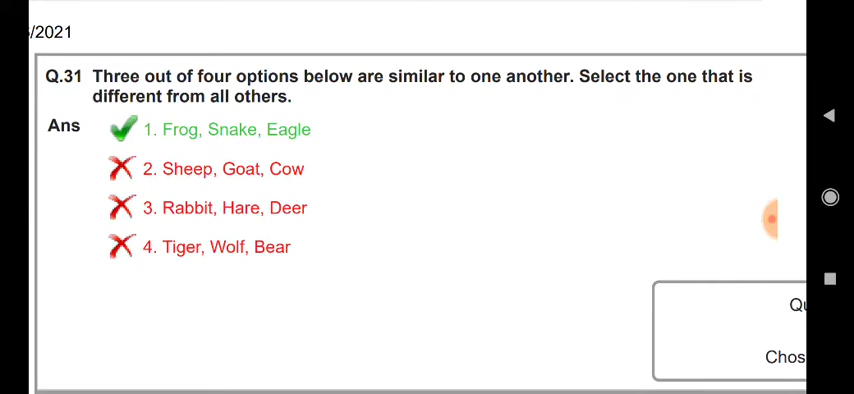 /2021
Q.31 Three out of four options below are similar to one another. Select the one that is
different from all others.
Ans 1. Frog, Snake, Eagle
2. Sheep, Goat, Cow
3. Rabbit, Hare, Deer
4. Tiger, Wolf, Bear
Qu
Chos